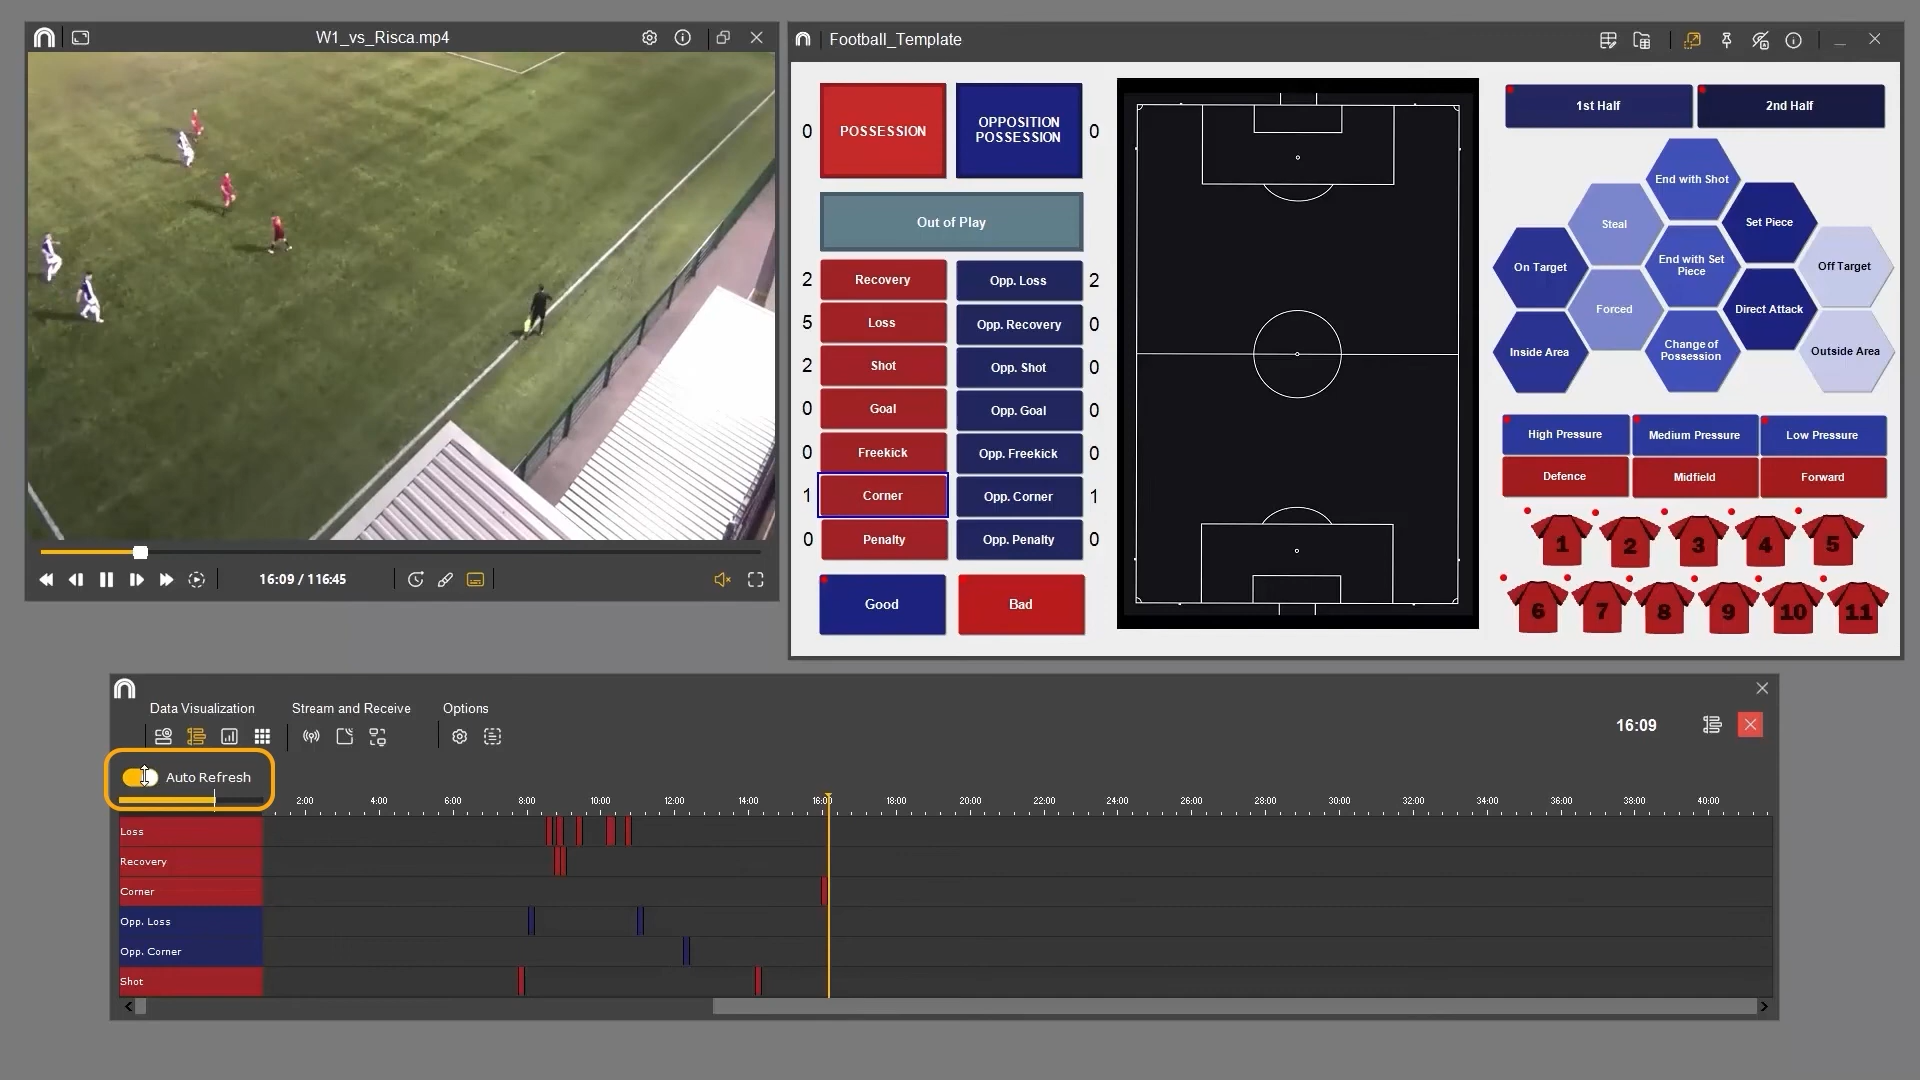 W1_vs_Risca.mp4
16:09 / 116:45
Football_Template
0
POSSESSION
OPPOSITION
POSSESSION
0
Out of Play
2
Recovery
Opp. Loss
2
5
Loss
Opp. Recovery
0
2
Shot
Opp. Shot
0
0
Goal
Opp. Goal
0
0
Freekick
Opp. Freekick
0
1
Corner
Opp. Corner
1
0
Penalty
Opp. Penalty
0
Good
Bad
1st Half
2nd Half
End with Shot
Steal
Set Piece
On Target
End with Set
Piece
Off Target
Forced
Direct Attack
Inside Area
Change of
Possession
Outside Area
High Pressure
Medium Pressure
Low Pressure
Defence
Midfield
Forward
1
2
3
4
5
6
7
8
9
10
11
Data Visualization
Stream and Receive
Options
16:09
Auto Refresh
2:00
4:00
6:00
8:00
10:00
12:00
14:00
16:00
18:00
20:00
22:00
24:00
26:00
28:00
30:00
32:00
34:00
36:00
38:00
40:00
Loss
Recovery
Corner
Opp. Loss
Opp. Corner
Shot